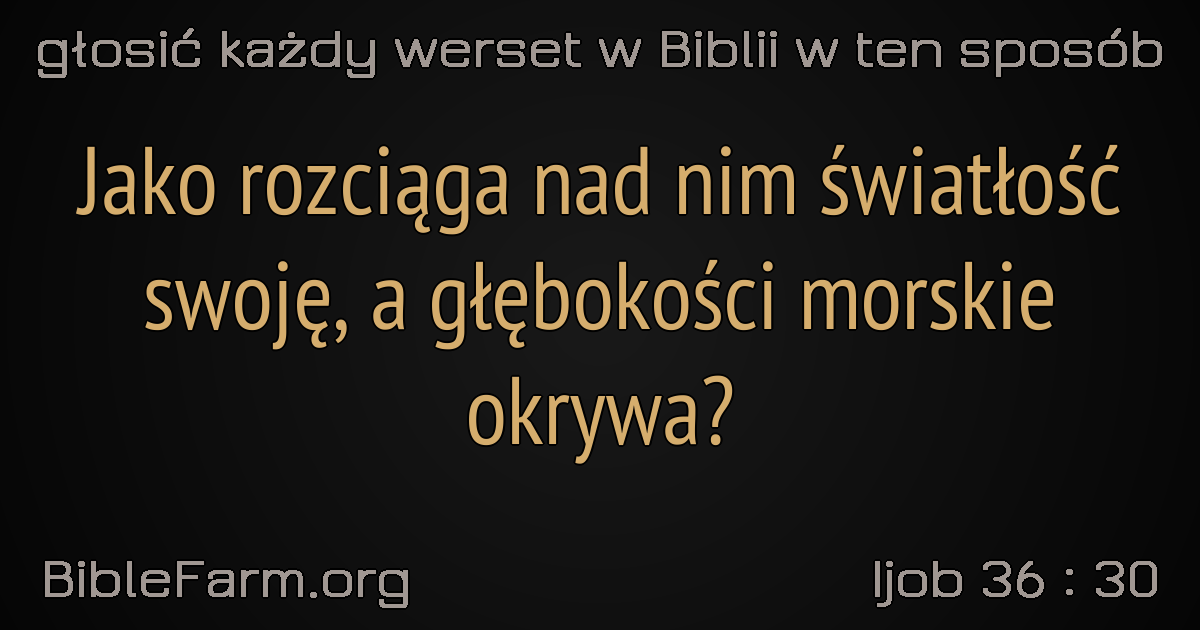 głosić każdy werset w Biblii w ten sposób
Jako rozciąga nad nim światłość
swoję, a głębokości morskie
okrywa?
BibleFarm.org
Ijob 36 : 30